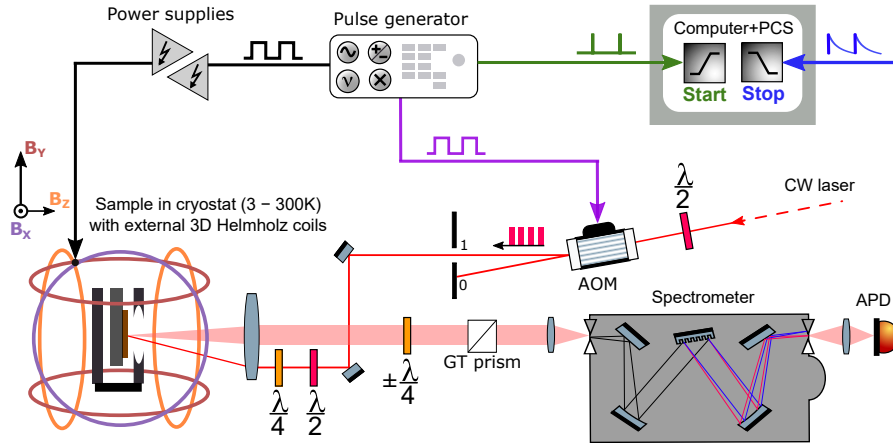 Power supplies
Pulse generator
Computer+PCS
ν
Start
Stop
B_Y
B_Z
B_X
Sample in cryostat (3 − 300K)
with external 3D Helmholz coils
1
0
λ/2
CW laser
AOM
Spectrometer
APD
GT prism
λ/4
λ/2
±λ/4